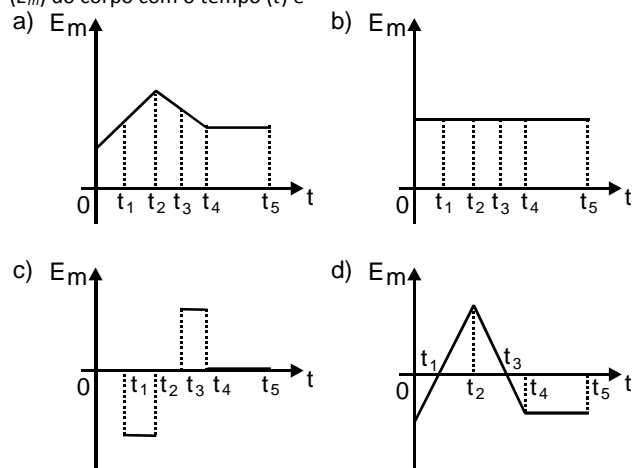 (Em) do corpo com o tempo (t) é
a) Em
0 t1 t2 t3 t4 t5 t
b) Em
0 t1 t2 t3 t4 t5 t
c) Em
0 t1 t2 t3 t4 t5 t
d) Em
0 t1 t2 t3 t4 t5 t